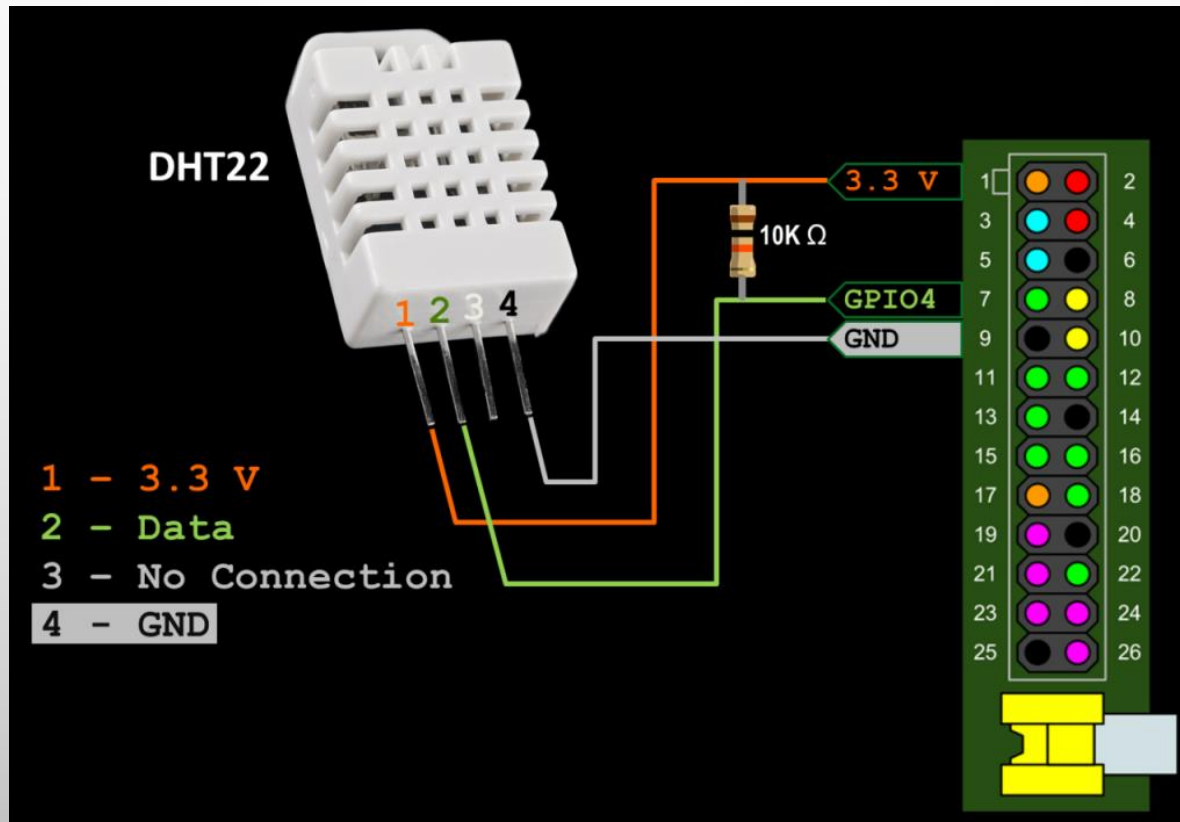 DHT22
1 2 3 4
10K Ω
3.3 V
GPIO4
GND
1 - 3.3 V
2 - Data
3 - No Connection
4 - GND
1 2
3 4
5 6
7 8
9 10
11 12
13 14
15 16
17 18
19 20
21 22
23 24
25 26